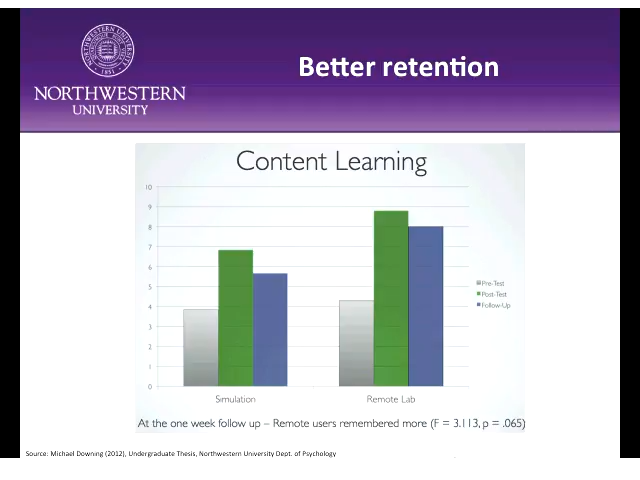 NORTHWESTERN
UNIVERSITY
Better retention
Content Learning
10
9
8
7
6
5
4
3
2
1
0
Pre-Test
Post-Test
Follow-Up
Simulation
Remote Lab
At the one week follow up – Remote users remembered more (F = 3.113, p = .065)
Source: Michael Downing (2012), Undergraduate Thesis, Northwestern University Dept. of Psychology